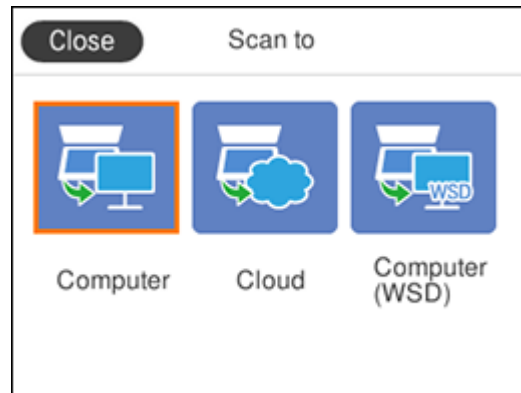 Close
Scan to
WSD
Computer
Cloud
Computer
(WSD)